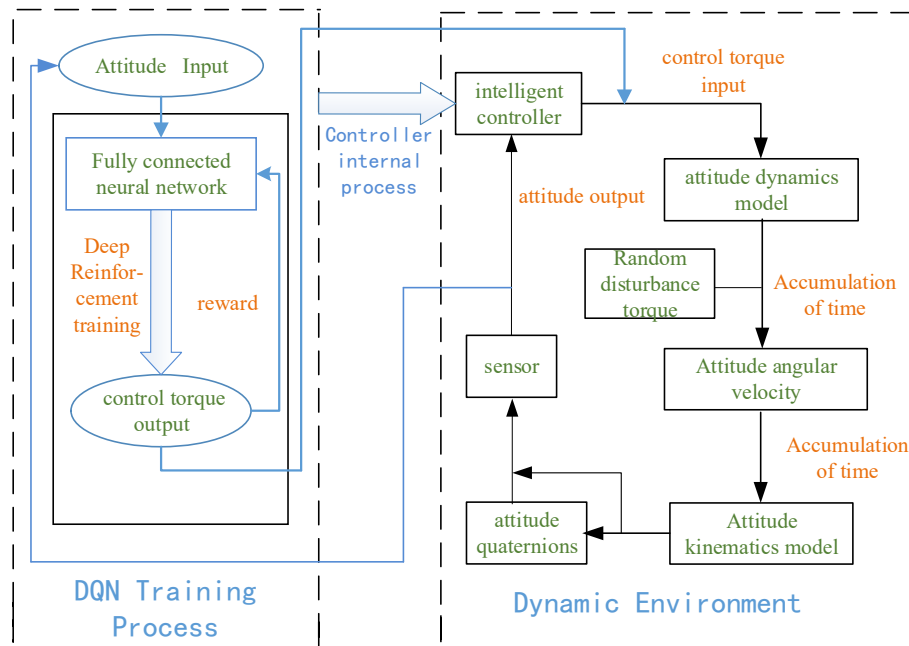 Attitude Input
Fully connected
neural network
Deep
Reinfor-
cement
training
reward
control torque
output
DQN Training
Process
Controller
internal
process
intelligent
controller
control torque
input
attitude output
attitude dynamics
model
Random
disturbance
torque
Accumulation
of time
sensor
Attitude angular
velocity
Accumulation
of time
attitude
quaternions
Attitude
kinematics model
Dynamic Environment